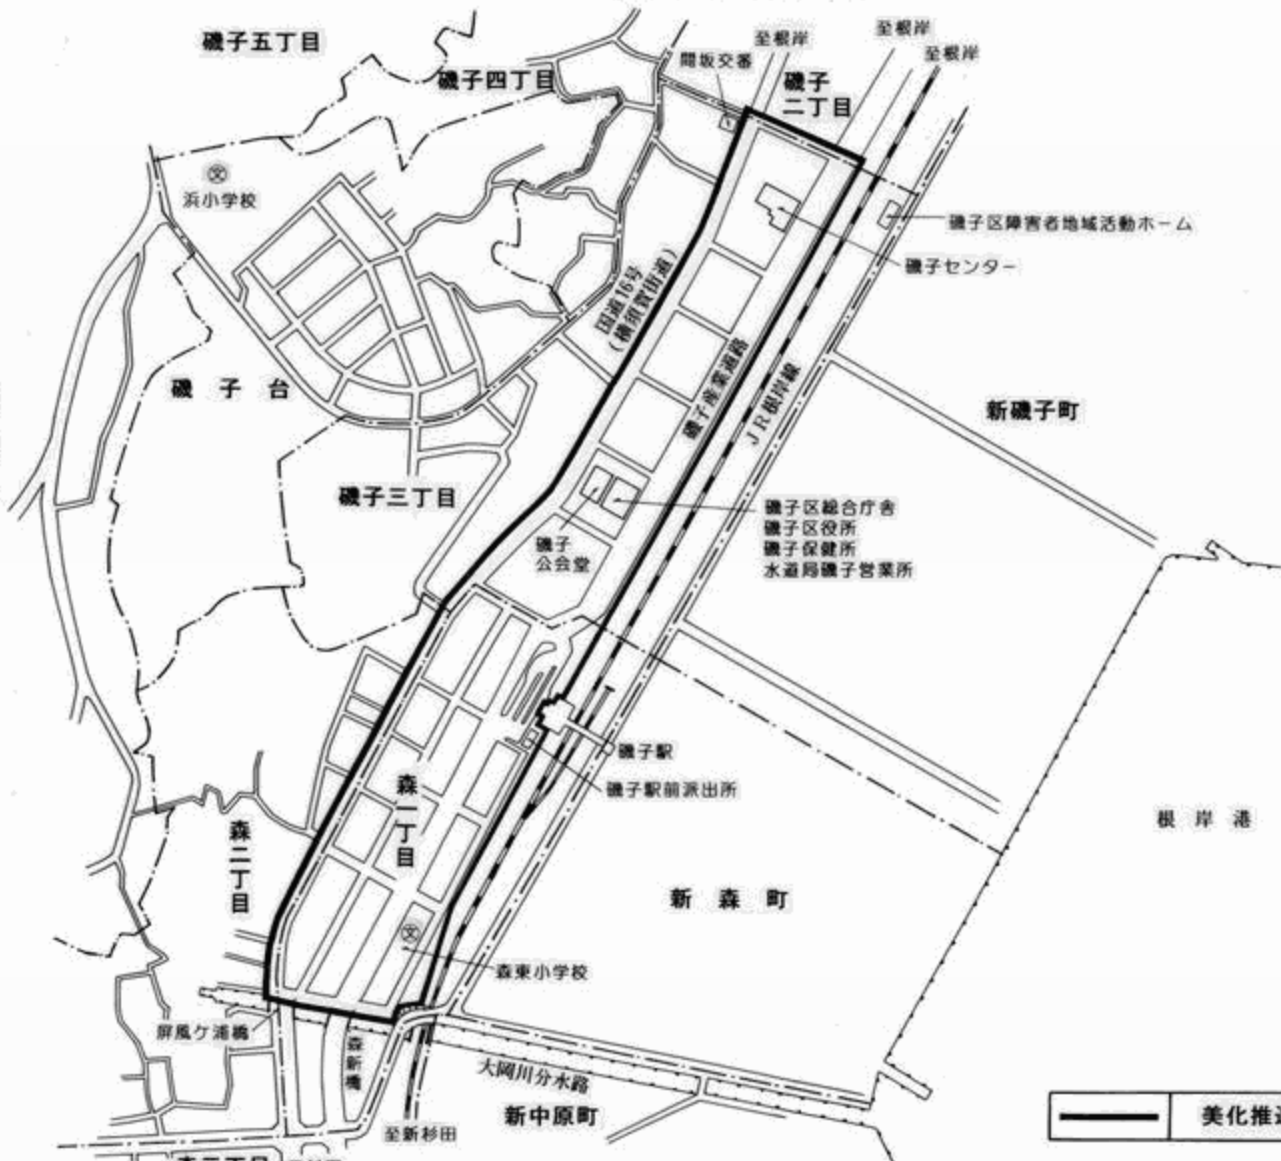 磯子五丁目
磯子四丁目
間坂交番
至根岸
至根岸
至根岸
磯子
二丁目
浜小学校
文
磯子区障害者地域活動ホーム
磯子センター
国道16号
(横須賀街道)
磯子産業道路
JR根岸線
磯子台
新磯子町
磯子三丁目
磯子
公会堂
磯子区総合庁舎
磯子区役所
磯子保健所
水道局磯子営業所
磯子駅
磯子駅前派出所
森一丁目
森二丁目
根岸港
新森町
文
森東小学校
屏風ケ浦橋
森新橋
大岡川分水路
新中原町
至新杉田
美化推進